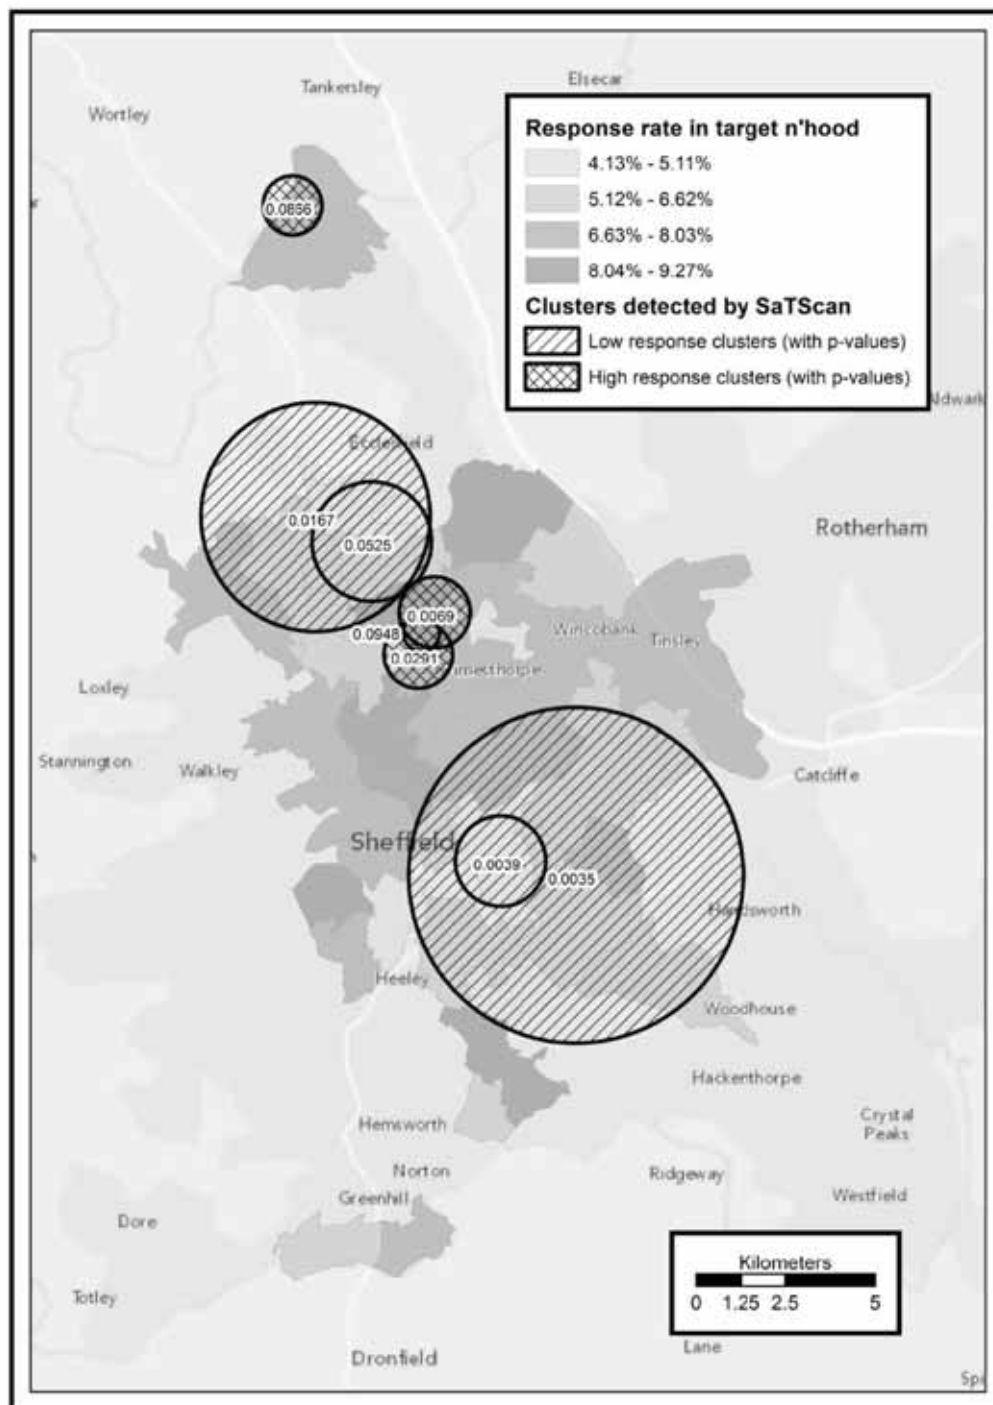 Elsecar
Tankersley
Wortley
Response rate in target n'hood
4.13% - 5.11%
5.12% - 6.62%
6.63% - 8.03%
8.04% - 9.27%
Clusters detected by SaTScan
Low response clusters (with p-values)
High response clusters (with p-values)
0.0856
Aldwark
Ecclesfield
0.0167
Rotherham
0.0525
0.0069
0.0948
Wincobank
Tinsley
0.0291
imesthorpe
Loxley
Stannington
Walkley
Catcliffe
Sheffield
0.0039
0.0035
Handsworth
Heeley
Woodhouse
Hackenthorpe
Hemsworth
Crystal
Peaks
Norton
Ridgeway
Greenhill
Westfield
Dore
Kilometers
0 1.25 2.5 5
Totley
Lane
Dronfield